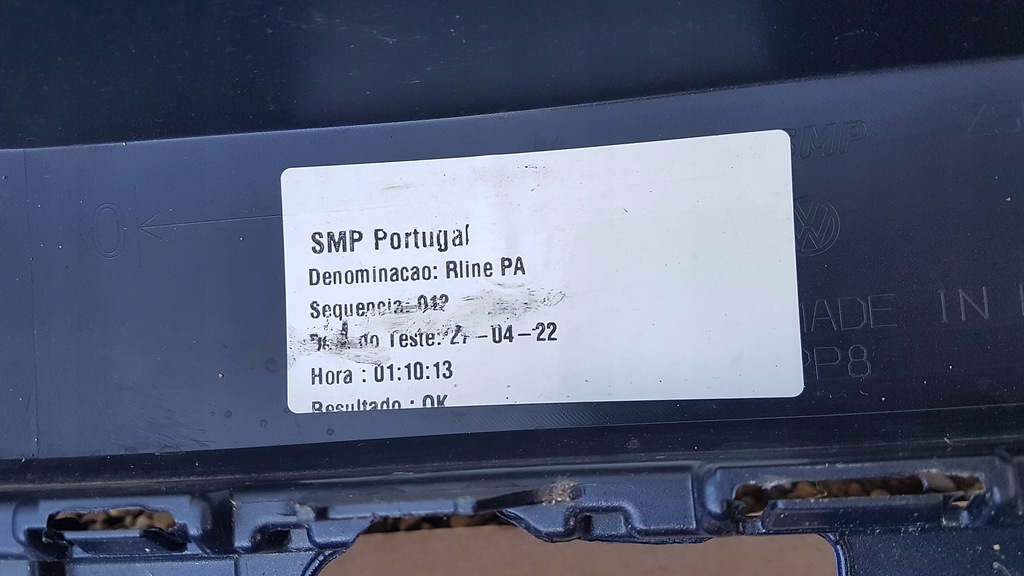 SMP Portugal
Denominacao: Rline PA
Sequencia: 012
do Teste: 27-04-22
Hora : 01:10:13
Resultado : OK
SMP
MADE IN
PP8